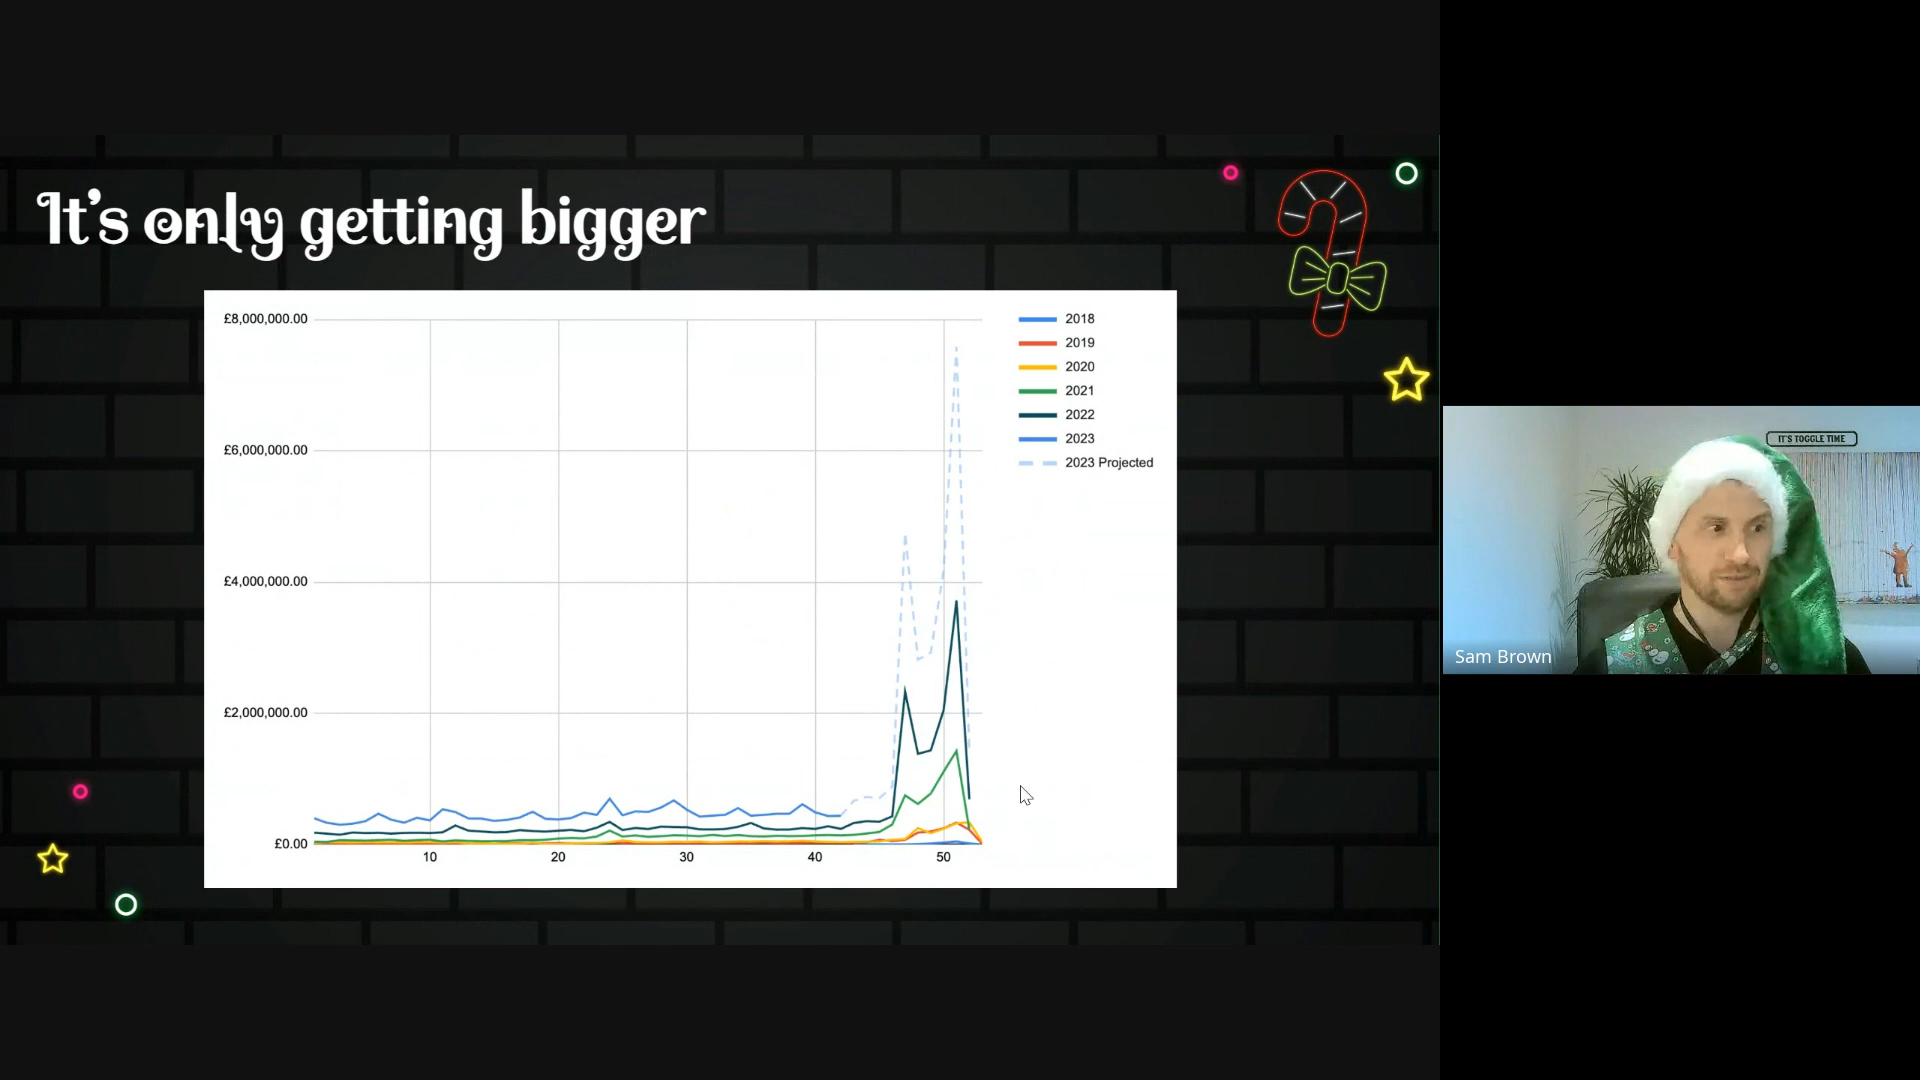 It's only getting bigger
£8,000,000.00
£6,000,000.00
£4,000,000.00
£2,000,000.00
£0.00
10 20 30 40 50
2018
2019
2020
2021
2022
2023
2023 Projected
IT'S TOGGLE TIME
Sam Brown